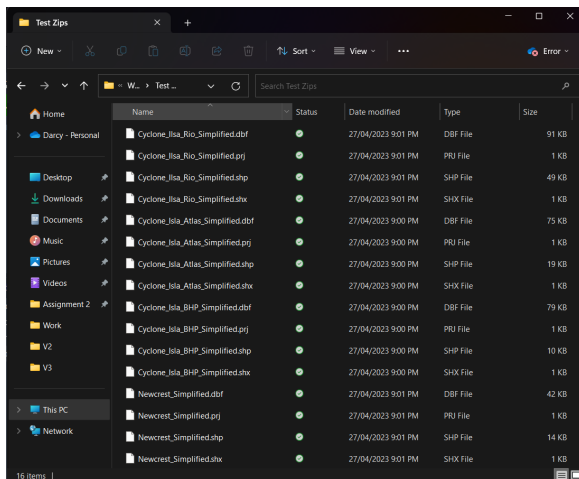 Test Zips
New
Sort
View
Error
W... Test ...
Search Test Zips
Name Status Date modified Type Size
Home
Darcy - Personal
Desktop
Downloads
Documents
Music
Pictures
Videos
Assignment 2
Work
V2
V3
This PC
Network
Cyclone_Ilsa_Rio_Simplified.dbf 27/04/2023 9:01 PM DBF File 91 KB
Cyclone_Ilsa_Rio_Simplified.prj 27/04/2023 9:01 PM PRJ File 1 KB
Cyclone_Ilsa_Rio_Simplified.shp 27/04/2023 9:01 PM SHP File 49 KB
Cyclone_Ilsa_Rio_Simplified.shx 27/04/2023 9:01 PM SHX File 1 KB
Cyclone_Isla_Atlas_Simplified.dbf 27/04/2023 9:00 PM DBF File 75 KB
Cyclone_Isla_Atlas_Simplified.prj 27/04/2023 9:00 PM PRJ File 1 KB
Cyclone_Isla_Atlas_Simplified.shp 27/04/2023 9:00 PM SHP File 19 KB
Cyclone_Isla_Atlas_Simplified.shx 27/04/2023 9:00 PM SHX File 1 KB
Cyclone_Isla_BHP_Simplified.dbf 27/04/2023 9:00 PM DBF File 79 KB
Cyclone_Isla_BHP_Simplified.prj 27/04/2023 9:00 PM PRJ File 1 KB
Cyclone_Isla_BHP_Simplified.shp 27/04/2023 9:00 PM SHP File 10 KB
Cyclone_Isla_BHP_Simplified.shx 27/04/2023 9:00 PM SHX File 1 KB
Newcrest_Simplified.dbf 27/04/2023 9:01 PM DBF File 42 KB
Newcrest_Simplified.prj 27/04/2023 9:01 PM PRJ File 1 KB
Newcrest_Simplified.shp 27/04/2023 9:01 PM SHP File 14 KB
Newcrest_Simplified.shx 27/04/2023 9:01 PM SHX File 1 KB
16 items